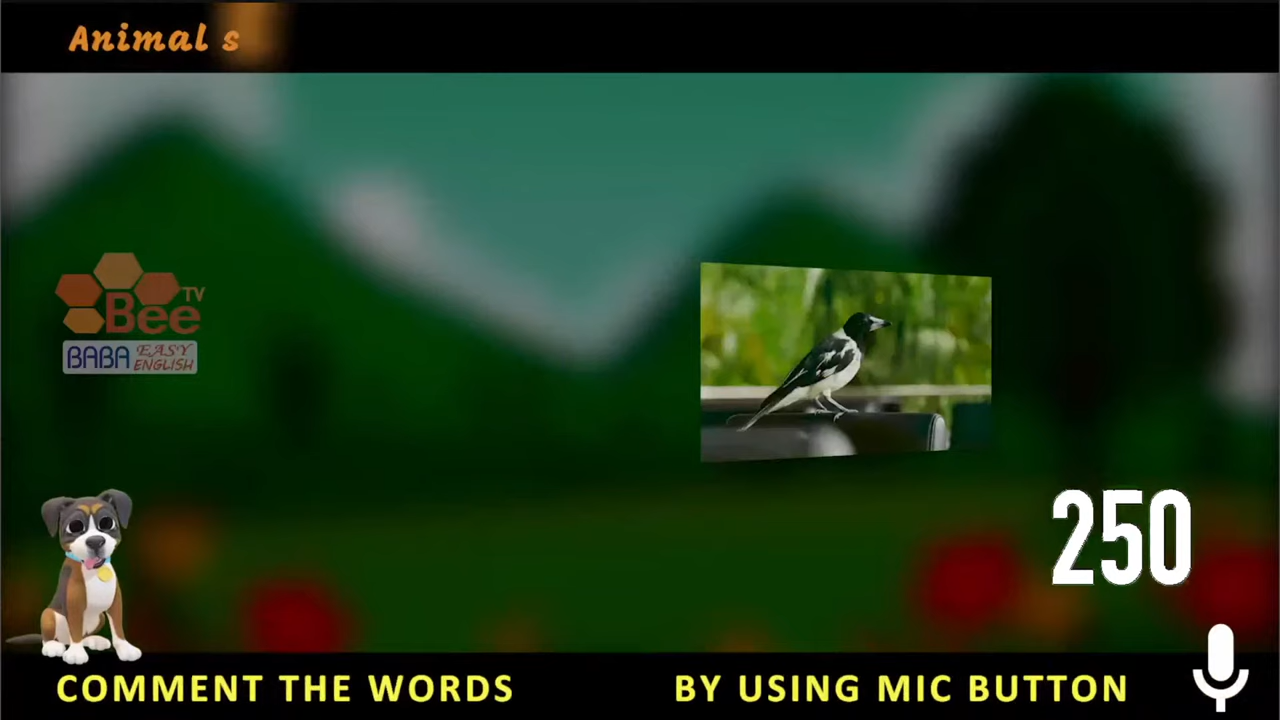 Animal s
Bee TV
BABA EASY ENGLISH
250
COMMENT THE WORDS
BY USING MIC BUTTON